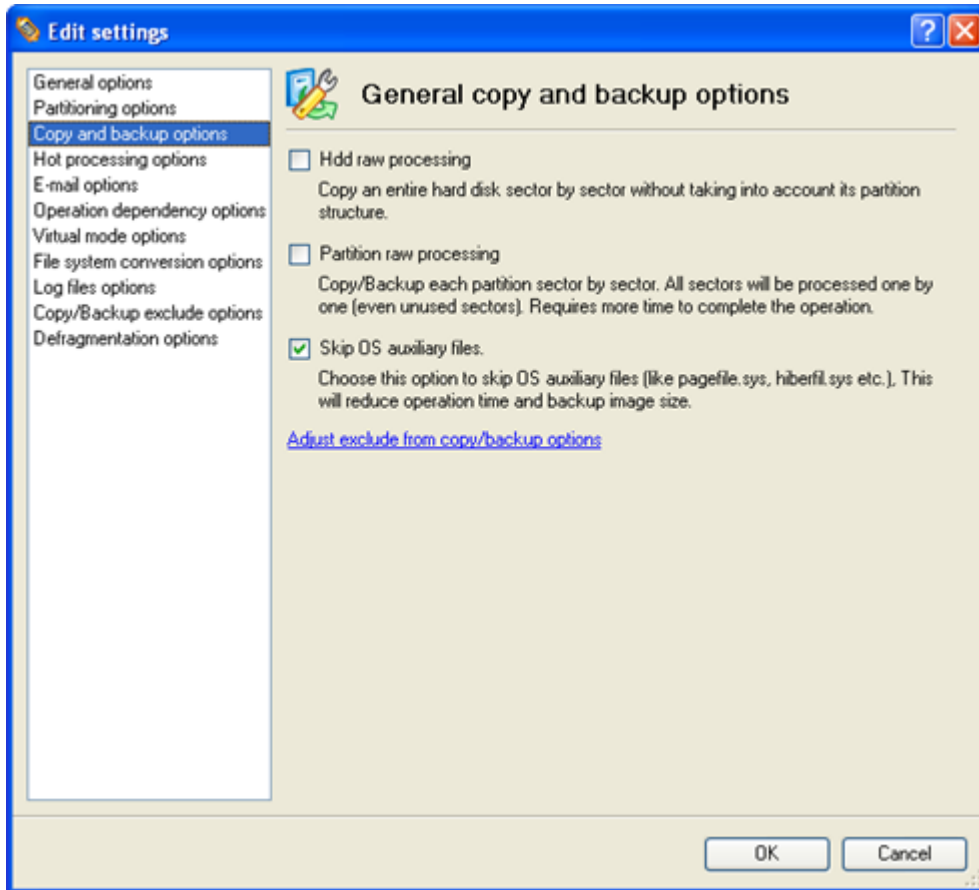 Edit settings
General options
Partitioning options
Copy and backup options
Hot processing options
E-mail options
Operation dependency options
Virtual mode options
File system conversion options
Log files options
Copy/Backup exclude options
Defragmentation options
General copy and backup options
Hdd raw processing
Copy an entire hard disk sector by sector without taking into account its partition
structure.
Partition raw processing
Copy/Backup each partition sector by sector. All sectors will be processed one by
one (even unused sectors). Requires more time to complete the operation.
Skip OS auxiliary files.
Choose this option to skip OS auxiliary files (like pagefile.sys, hiberfil.sys etc.), This
will reduce operation time and backup image size.
Adjust exclude from copy/backup options
OK
Cancel